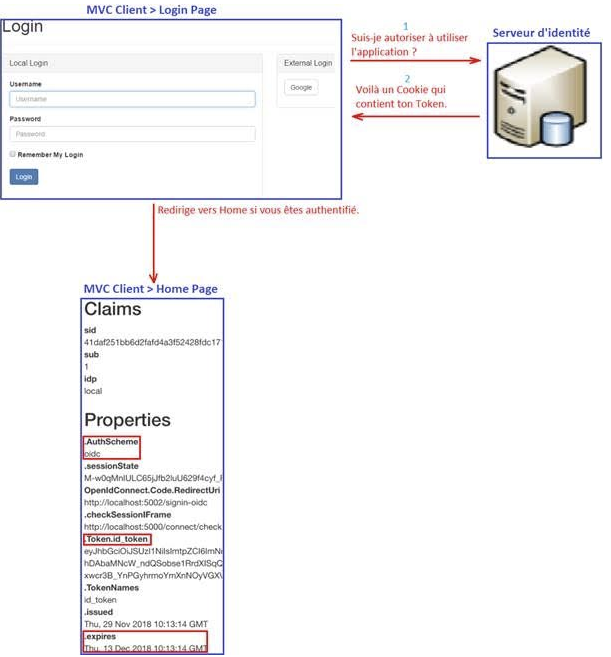 MVC Client > Login Page
Login
Local Login
Username
Username
Password
Password
Remember My Login
Login
External Login
Google
1
Suis-je autoriser à utiliser
l'application ?
2
Voilà un Cookie qui
contient ton Token.
Serveur d'identité
Redirige vers Home si vous êtes authentifié.
MVC Client > Home Page
Claims
sid
41daf251bb6d2fafd4a3f52428fdc17
sub
1
idp
local
Properties
.AuthScheme
oidc
.sessionState
OpenIdConnect.Code.RedirectUri
http://localhost:5002/signin-oidc
.checkSessionIFrame
http://localhost:5000/connect/check
.Token.id_token
.TokenNames
id_token
.issued
Thu, 29 Nov 2018 10:13:14 GMT
.expires
Thu, 13 Dec 2018 10:13:14 GMT